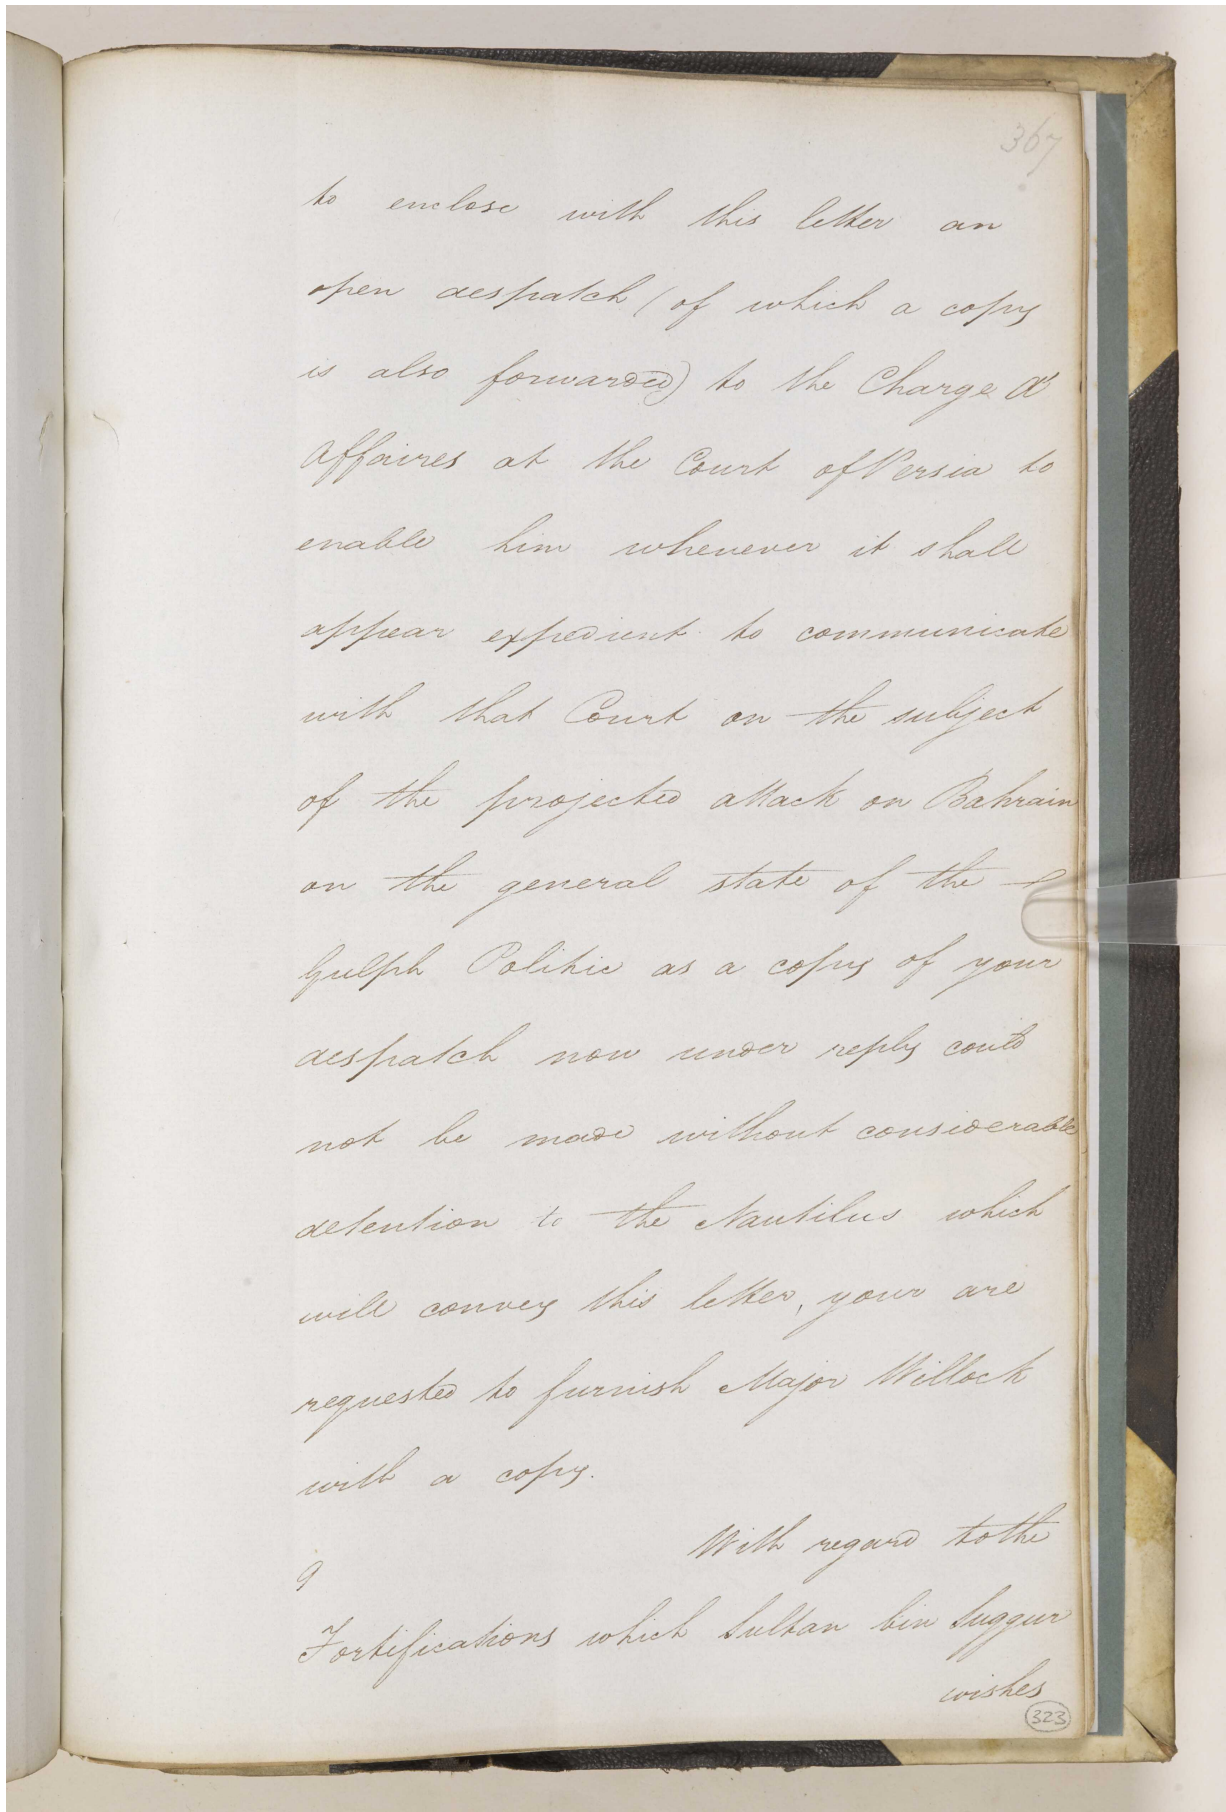 367
to enclose with this letter an
open despatch (of which a copy
is also forwarded) to the Charge d'
Affaires at the Court of Persia to
enable him whenever it shall
appear expedient to communicate
with that Court on the subject
of the projected attack on Bahrain
on the general state of the
Gulph Politic as a copy of your
despatch now under reply could
not be made without considerable
detention to the Nautilus which
will convey this letter, your are
requested to furnish Major Willock
with a copy.
With regard to the
9
Fortifications which Sultan bin Suggur
wishes
323